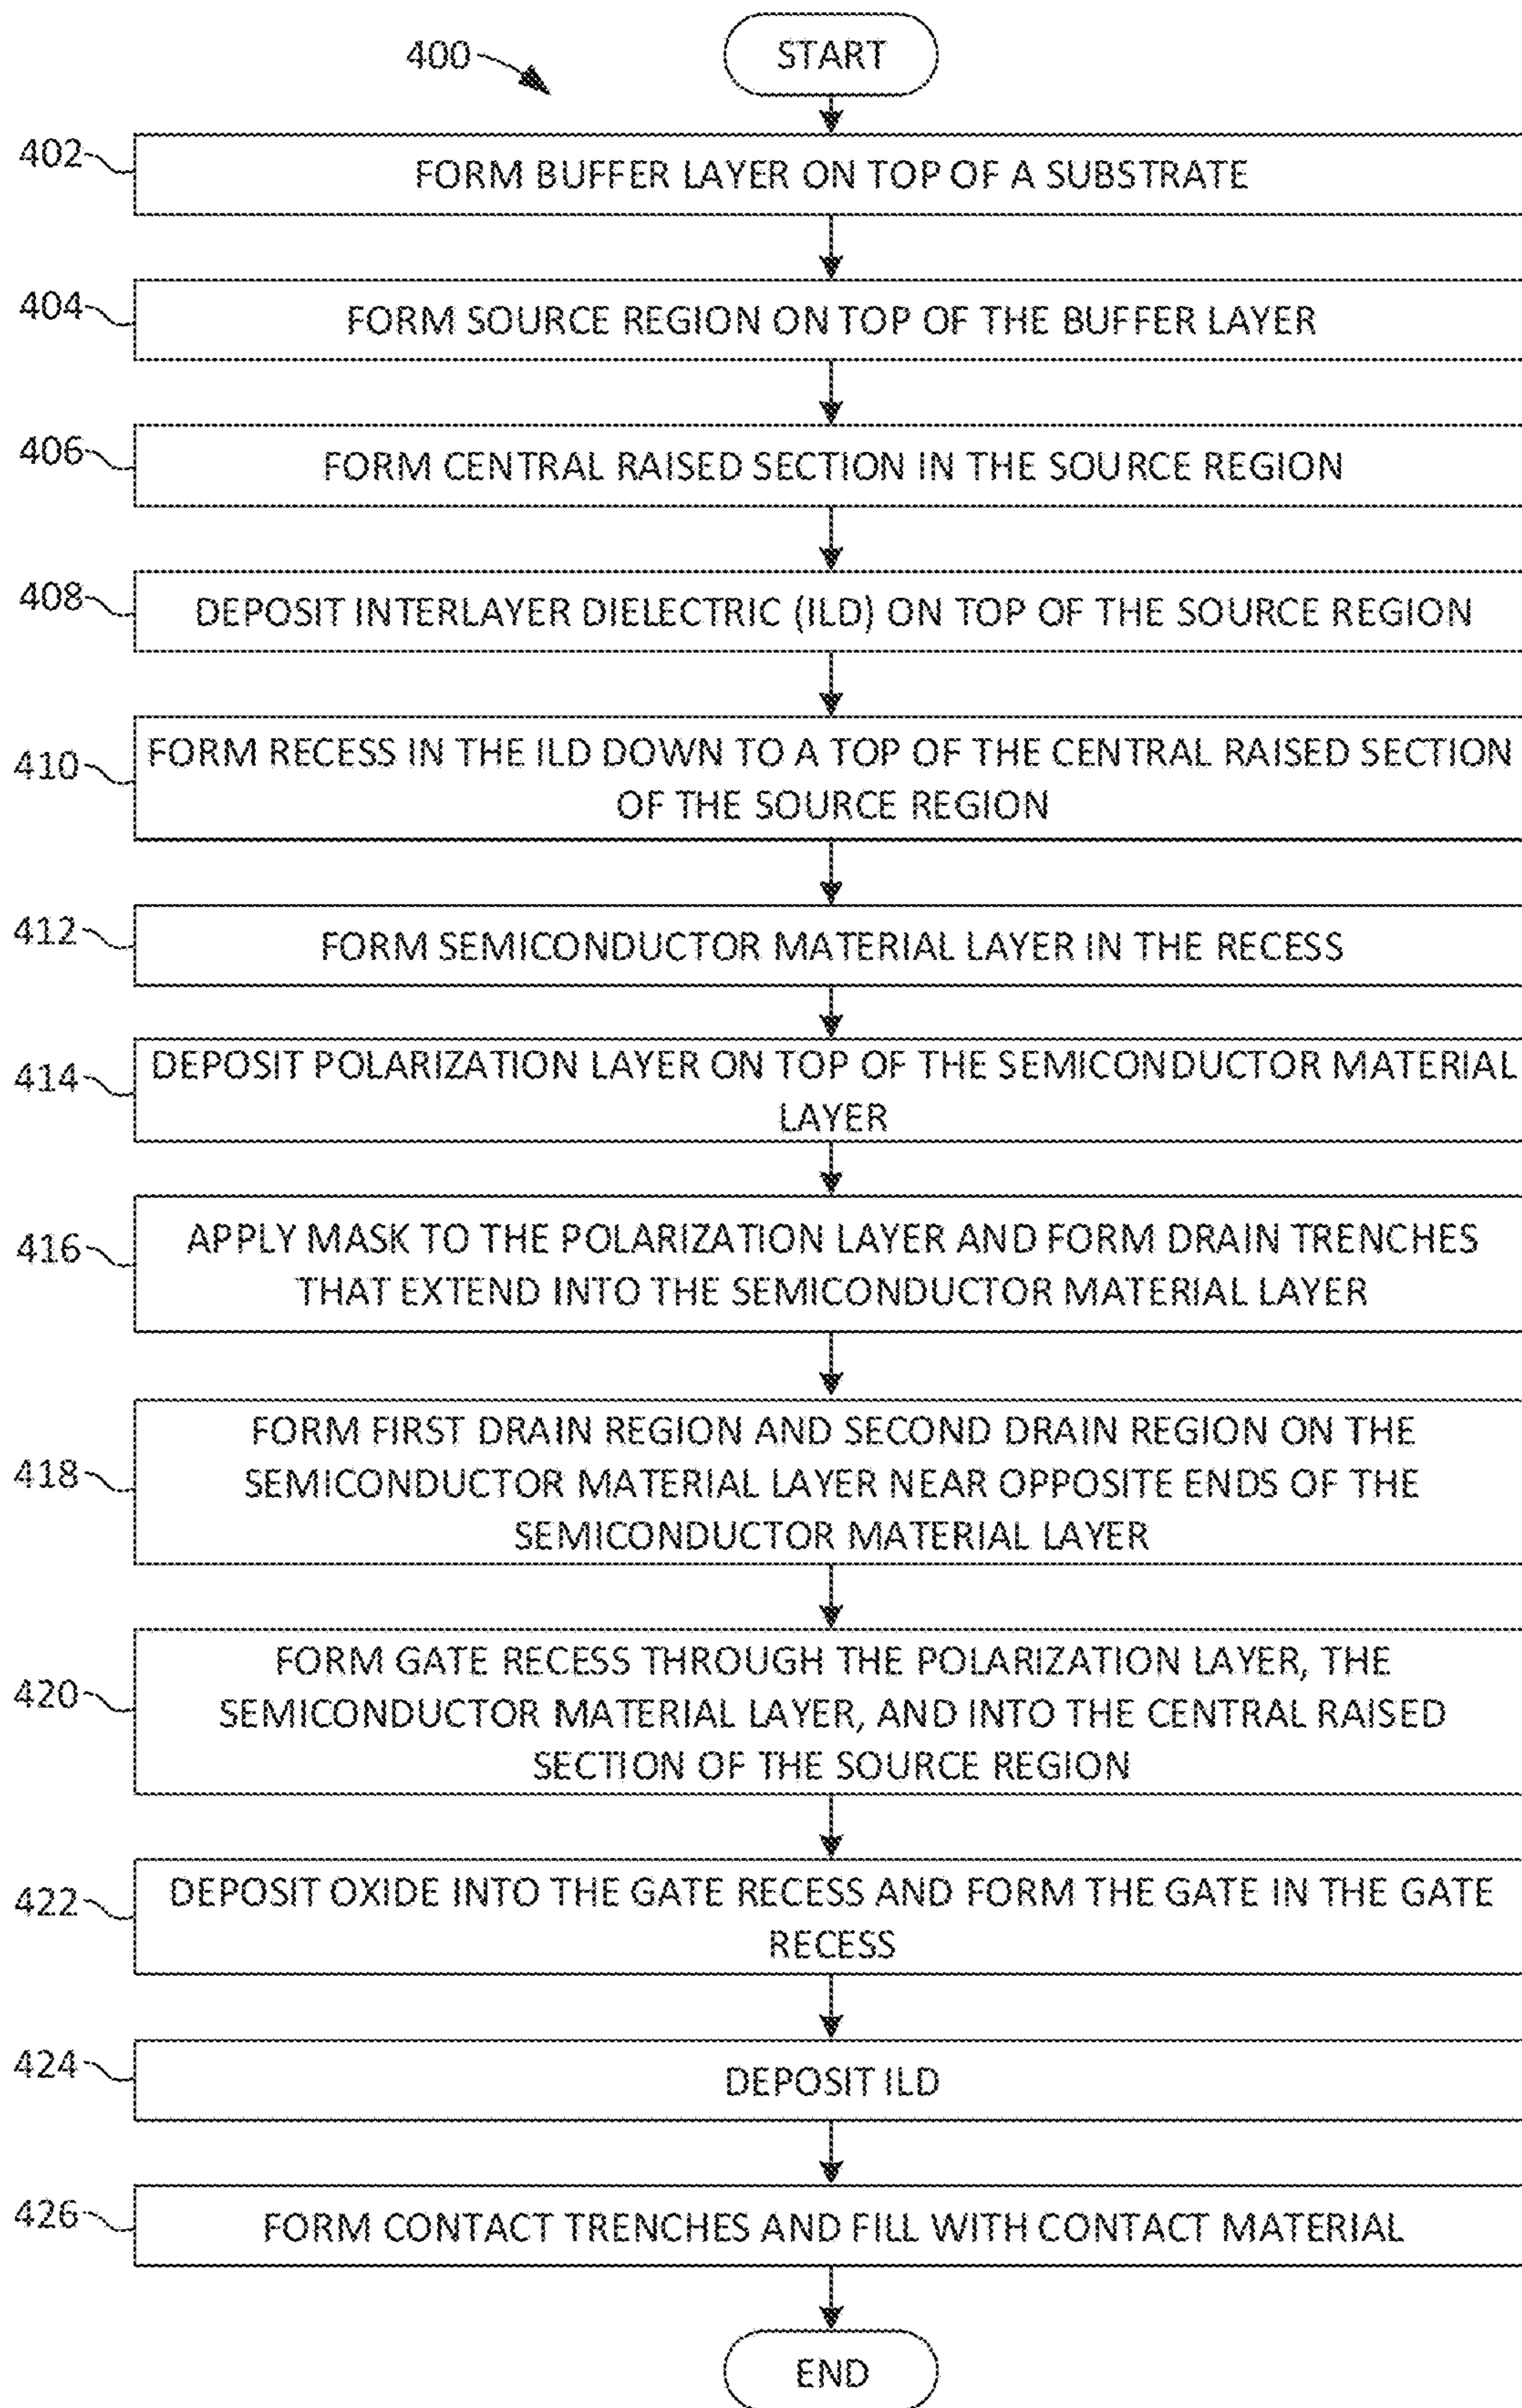 400
START
402
FORM BUFFER LAYER ON TOP OF A SUBSTRATE
404
FORM SOURCE REGION ON TOP OF THE BUFFER LAYER
406
FORM CENTRAL RAISED SECTION IN THE SOURCE REGION
408
DEPOSIT INTERLAYER DIELECTRIC (ILD) ON TOP OF THE SOURCE REGION
410
FORM RECESS IN THE ILD DOWN TO A TOP OF THE CENTRAL RAISED SECTION
OF THE SOURCE REGION
412
FORM SEMICONDUCTOR MATERIAL LAYER IN THE RECESS
414
DEPOSIT POLARIZATION LAYER ON TOP OF THE SEMICONDUCTOR MATERIAL
LAYER
416
APPLY MASK TO THE POLARIZATION LAYER AND FORM DRAIN TRENCHES
THAT EXTEND INTO THE SEMICONDUCTOR MATERIAL LAYER
418
FORM FIRST DRAIN REGION AND SECOND DRAIN REGION ON THE
SEMICONDUCTOR MATERIAL LAYER NEAR OPPOSITE ENDS OF THE
SEMICONDUCTOR MATERIAL LAYER
420
FORM GATE RECESS THROUGH THE POLARIZATION LAYER, THE
SEMICONDUCTOR MATERIAL LAYER, AND INTO THE CENTRAL RAISED
SECTION OF THE SOURCE REGION
422
DEPOSIT OXIDE INTO THE GATE RECESS AND FORM THE GATE IN THE GATE
RECESS
424
DEPOSIT ILD
426
FORM CONTACT TRENCHES AND FILL WITH CONTACT MATERIAL
END